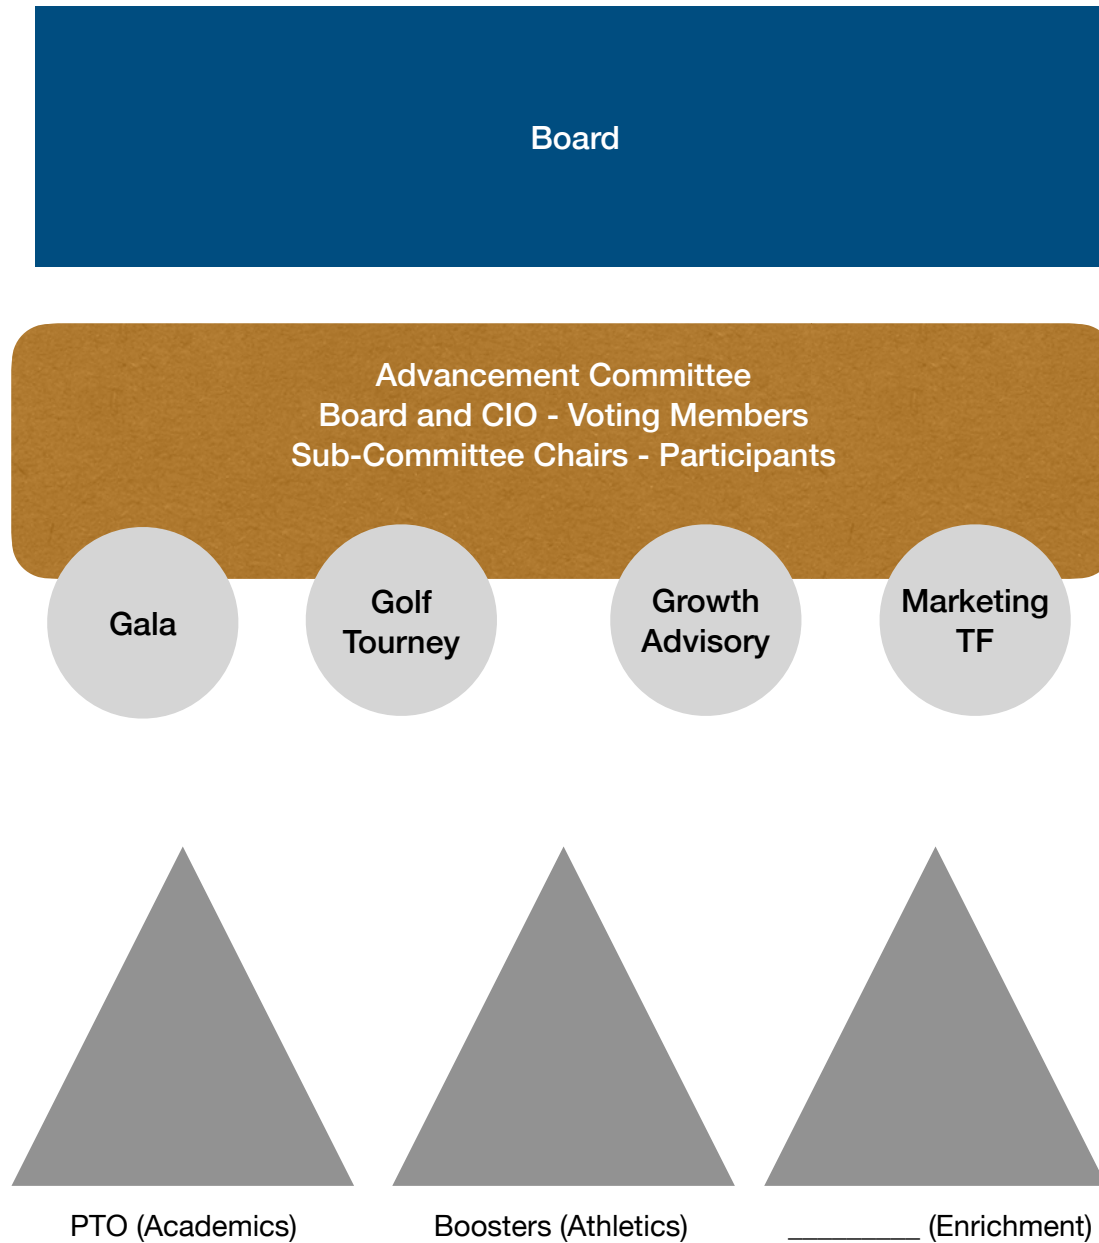 Board
Advancement Committee
Board and CIO - Voting Members
Sub-Committee Chairs - Participants
Gala
Golf
Tourney
Growth
Advisory
Marketing
TF
PTO (Academics)
Boosters (Athletics)
_________ (Enrichment)